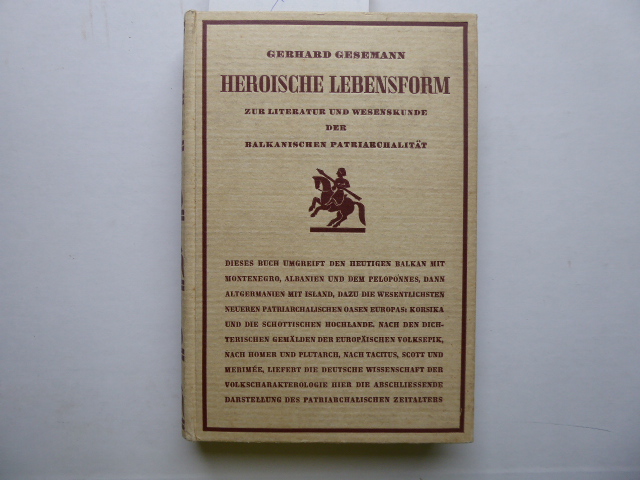 GERHARD GESEMANN
HEROISCHE LEBENSFORM
ZUR LITERATUR UND WESENSKUNDE
DER
BALKANISCHEN PATRIARCHALITÄT
DIESES BUCH UMGREIFT DEN HEUTIGEN BALKAN MIT
MONTENEGRO, ALBANIEN UND DEM PELOPONNES, DANN
ALTGERMANIEN MIT ISLAND, DAZU DIE WESENTLICHSTEN
NEUEREN PATRIARCHALISCHEN OASEN EUROPAS: KORSIKA
UND DIE SCHOTTISCHEN HOCHLANDE. NACH DEN DICH-
TERISCHEN GEMÄLDEN DER EUROPÄISCHEN VOLKSEPIK,
NACH HOMER UND PLUTARCH, NACH TACITUS, SCOTT UND
MERIMÉE, LIEFERT DIE DEUTSCHE WISSENSCHAFT DER
VOLKSCHARAKTEROLOGIE HIER DIE ABSCHLIESSENDE
DARSTELLUNG DES PATRIARCHALISCHEN ZEITALTERS